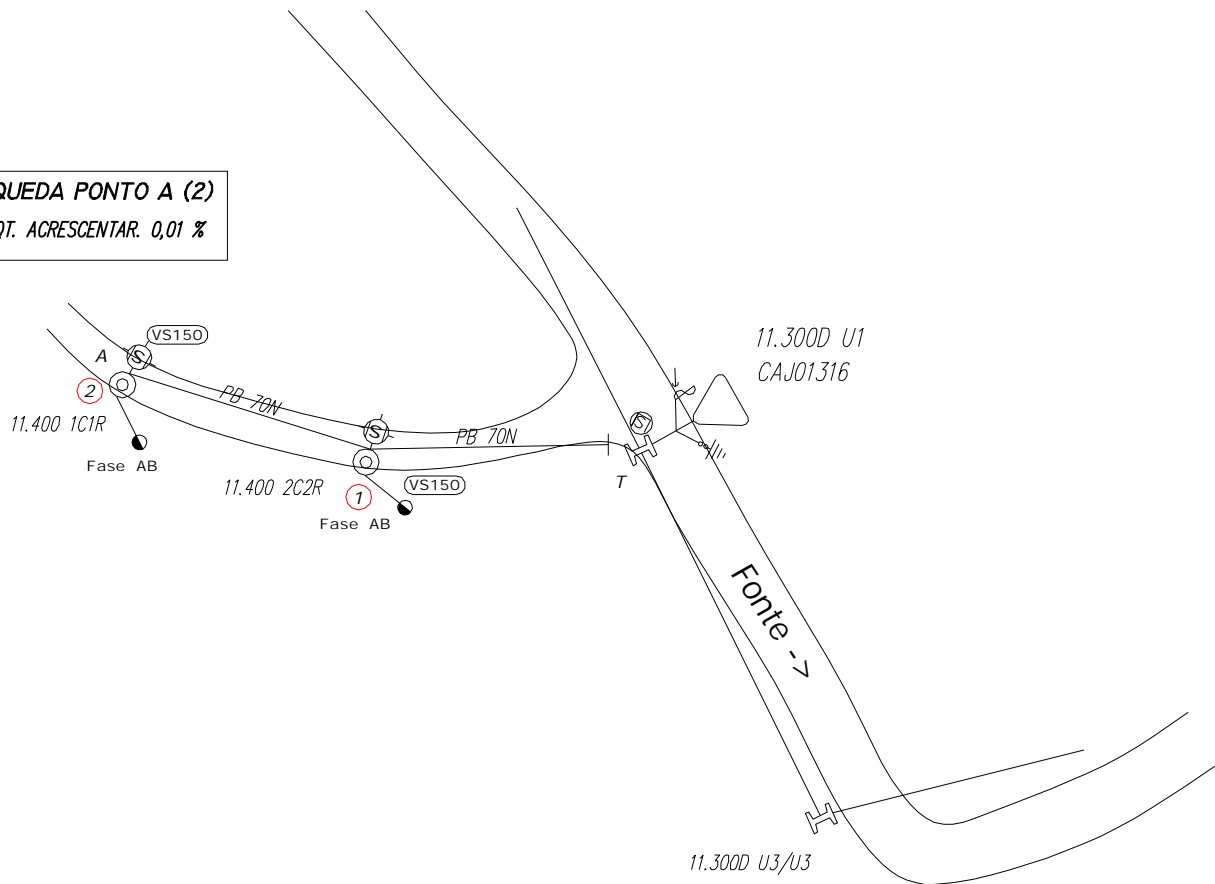 QUEDA PONTO A (2)
QT. ACRESCENTAR. 0,01 %
11.300D U1
CAJ01316
VS150
A
S
2
11.400 1C1R
Fase AB
PB 70N
S
PB 70N
S
T
11.400 2C2R
1
VS150
Fase AB
Fonte ->
11.300D U3/U3